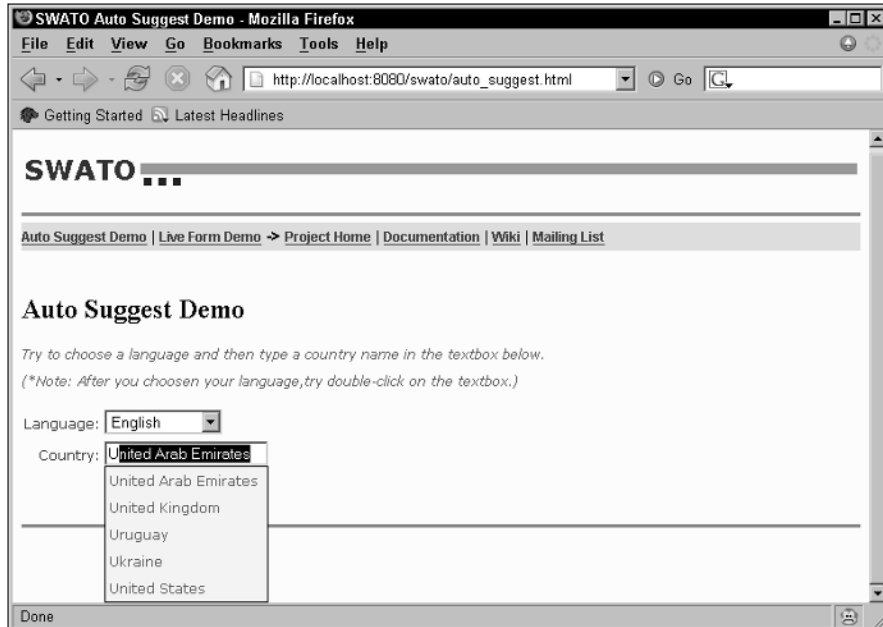 SWATO Auto Suggest Demo - Mozilla Firefox
File Edit View Go Bookmarks Tools Help
http://localhost:8080/swato/auto_suggest.html Go G
Getting Started Latest Headlines
SWATO
Auto Suggest Demo | Live Form Demo -> Project Home | Documentation | Wiki | Mailing List
Auto Suggest Demo
Try to choose a language and then type a country name in the textbox below.
(*Note: After you choosen your language,try double-click on the textbox.)
Language: English
Country: United Arab Emirates
United Arab Emirates
United Kingdom
Uruguay
Ukraine
United States
Done